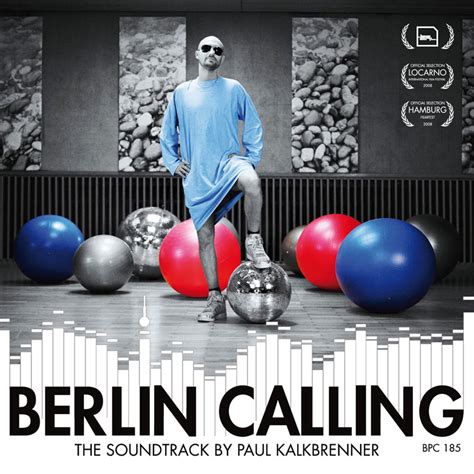 OFFICIAL SELECTION
LOCARNO
INTERNATIONAL FILM FESTIVAL
2008
OFFICIAL SELECTION
HAMBURG
FILMFEST
2008
BERLIN CALLING
THE SOUNDTRACK BY PAUL KALKBRENNER
BPC 185